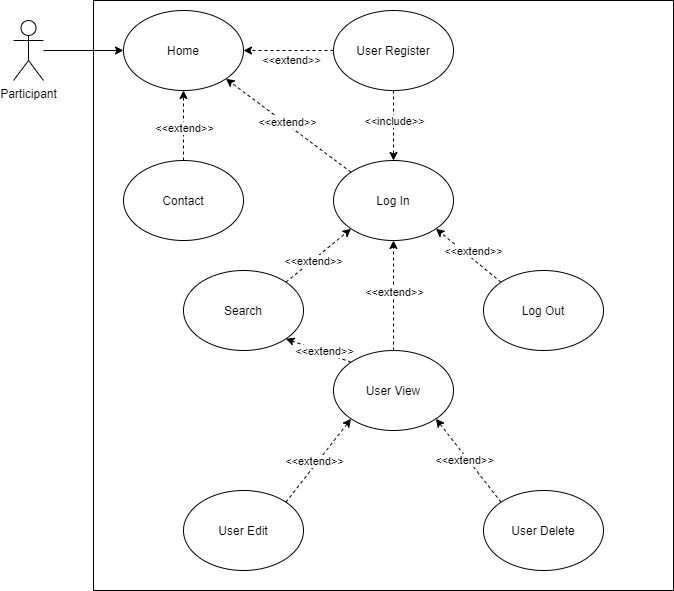 Home
User Register
<<extend>>
Participant
<<extend>>
<<extend>>
<<include>>
Contact
Log In
<<extend>>
<<extend>>
<<extend>>
Search
Log Out
<<extend>>
User View
<<extend>>
<<extend>>
User Edit
User Delete